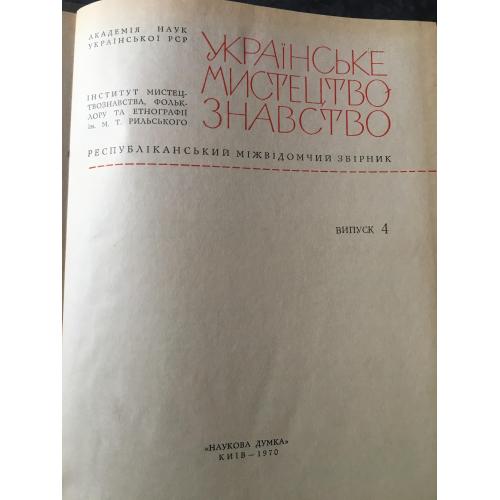 АКАДЕМІЯ НАУК
УКРАЇНСЬКОЇ РСР
ІНСТИТУТ МИСТЕЦ-
ТВОЗНАВСТВА, ФОЛЬК-
ЛОРУ ТА ЕТНОГРАФІЇ
ім. М. Т. РИЛЬСЬКОГО
УКРАЇНСЬКЕ
МИСТЕЦТВО
ЗНАВСТВО
РЕСПУБЛІКАНСЬКИЙ МІЖВІДОМЧИЙ ЗБІРНИК
ВИПУСК 4
«НАУКОВА ДУМКА»
КИЇВ — 1970